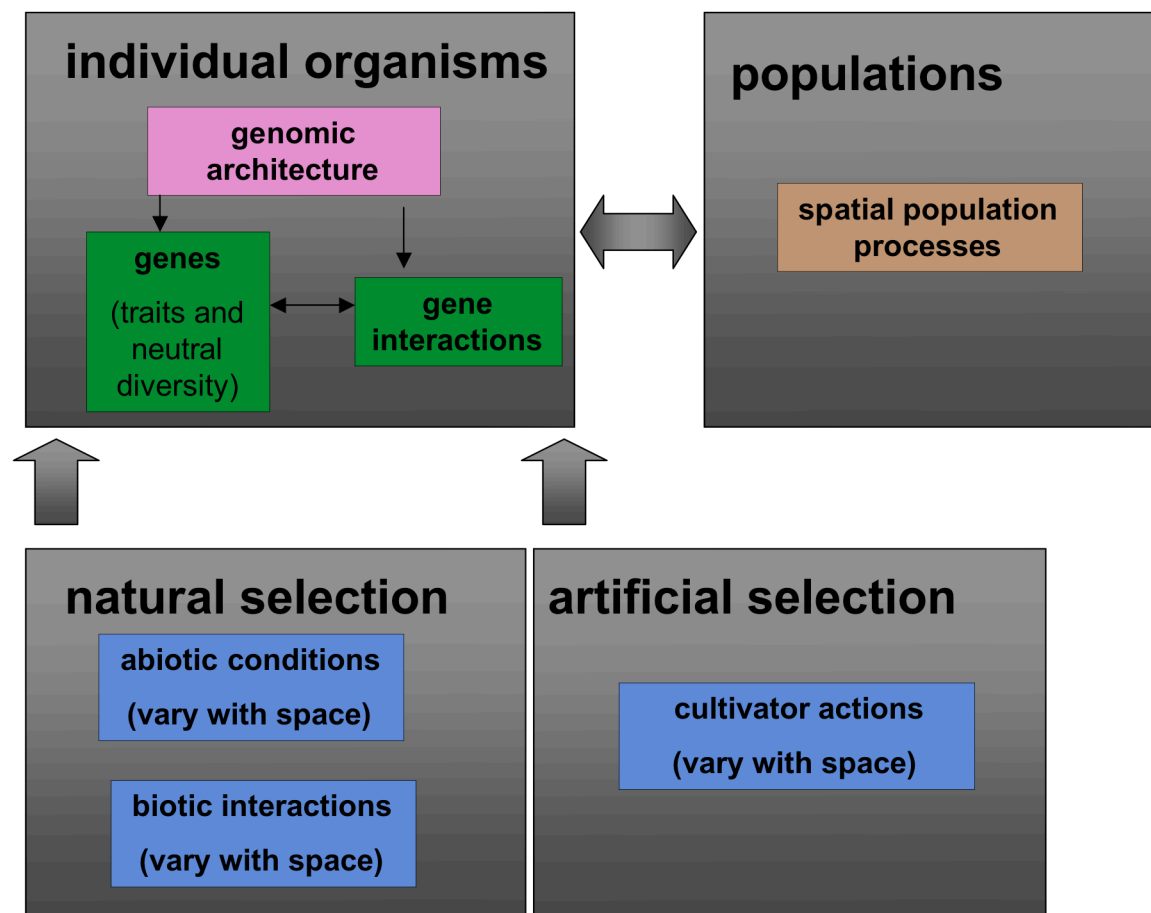 individual organisms
genomic
architecture
genes
(traits and
neutral
diversity)
gene
interactions
populations
spatial population
processes
natural selection
abiotic conditions
(vary with space)
biotic interactions
(vary with space)
artificial selection
cultivator actions
(vary with space)